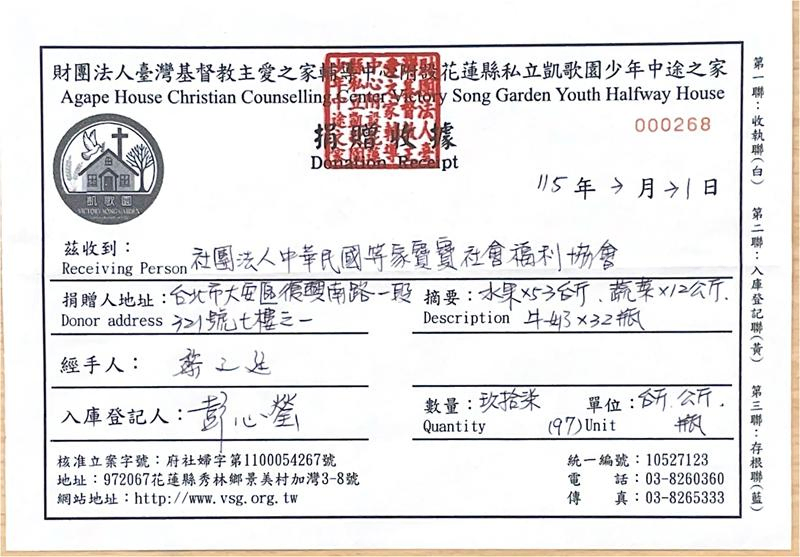 財團法人臺灣基督教主愛之家輔導中心附設花蓮縣私立凱歌園少年中途之家
Agape House Christian Counselling Center Victory Song Garden Youth Halfway House
捐贈收據
Donation Receipt
000268
凱歌園
VICTORY SONG GARDEN
115 年 2 月 21 日
茲收到：社團法人中華民國等家寶寶社會福利協會
Receiving Person
捐贈人地址：台北市大安區復興南路一段 321號七樓之一
Donor address
摘要：水果×53台斤、蔬菜×12公斤、牛奶×32瓶
Description
經手人：
入庫登記人：彭心瑩
數量：玖拾柒 (97)
Quantity
單位：台斤、公斤、瓶
Unit
核准立案字號：府社婦字第1100054267號
地址：972067花蓮縣秀林鄉景美村加灣3-8號
網站地址：http://www.vsg.org.tw
統一編號：10527123
電話：03-8260360
傳真：03-8265333
第一聯：收執聯(白)
第二聯：入庫登記聯(黃)
第三聯：存根聯(藍)